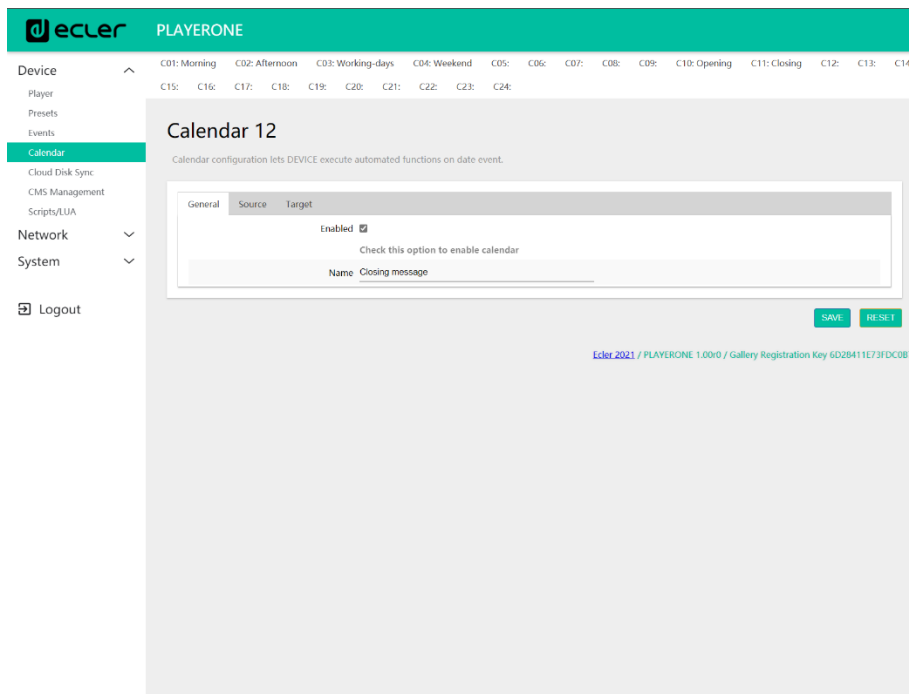 ecler
PLAYERONE
Device
Player
Presets
Events
Calendar
Cloud Disk Sync
CMS Management
Scripts/LUA
Network
System
Logout
C01: Morning C02: Afternoon C03: Working-days C04: Weekend C05: C06: C07: C08: C09: C10: Opening C11: Closing C12: C13: C14
C15: C16: C17: C18: C19: C20: C21: C22: C23: C24:
Calendar 12
Calendar configuration lets DEVICE execute automated functions on date event.
General Source Target
Enabled
Check this option to enable calendar
Name Closing message
SAVE RESET
Ecler 2021 / PLAYERONE 1.00r0 / Gallery Registration Key 6D28411E73FDC0B